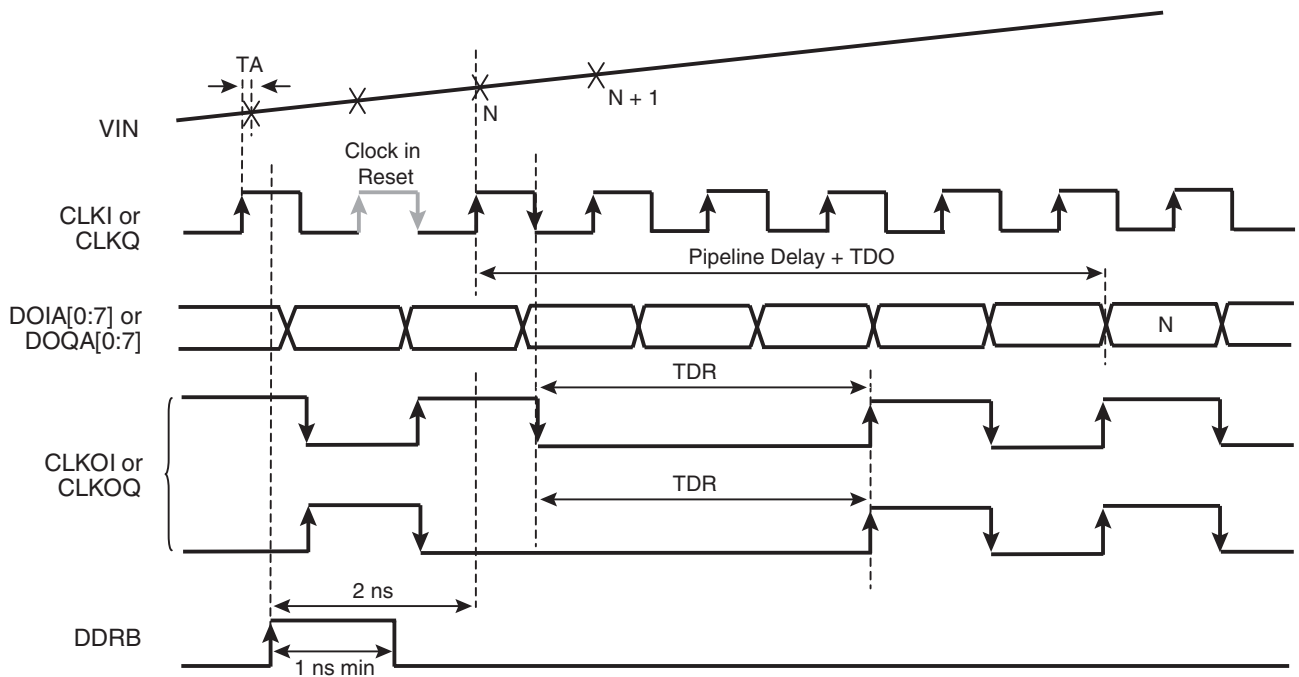 TA
VIN
N
N + 1
Clock in
Reset
CLKI or
CLKQ
Pipeline Delay + TDO
DOIA[0:7] or
DOQA[0:7]
N
TDR
CLKOI or
CLKOQ
TDR
2 ns
DDRB
1 ns min